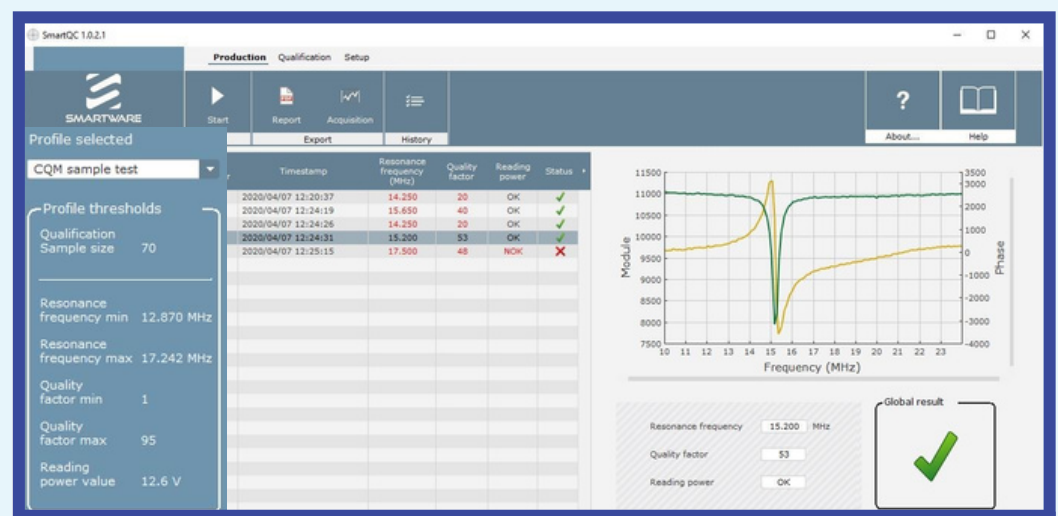 SmartQC 1.0.2.1
Production Qualification Setup
SMARTWARE
Start
Report Acquisition
Export
History
?
About... Help
Profile selected
CQM sample test
Profile thresholds
Qualification
Sample size 70
Resonance
frequency min 12.870 MHz
Resonance
frequency max 17.242 MHz
Quality
factor min 1
Quality
factor max 95
Reading
power value 12.6 V
Timestamp Resonance frequency (MHz) Quality factor Reading power Status
2020/04/07 12:20:37 14.250 20 OK
2020/04/07 12:24:19 15.650 40 OK
2020/04/07 12:24:26 14.250 20 OK
2020/04/07 12:24:31 15.200 53 OK
2020/04/07 12:25:15 17.500 48 NOK
Module
11500
11000
10500
10000
9500
9000
8500
8000
7500
3500
3000
2000
1000
0
-1000
-2000
-3000
-4000
Phase
10 11 12 13 14 15 16 17 18 19 20 21 22 23
Frequency (MHz)
Resonance frequency 15.200 MHz
Quality factor 53
Reading power OK
Global result